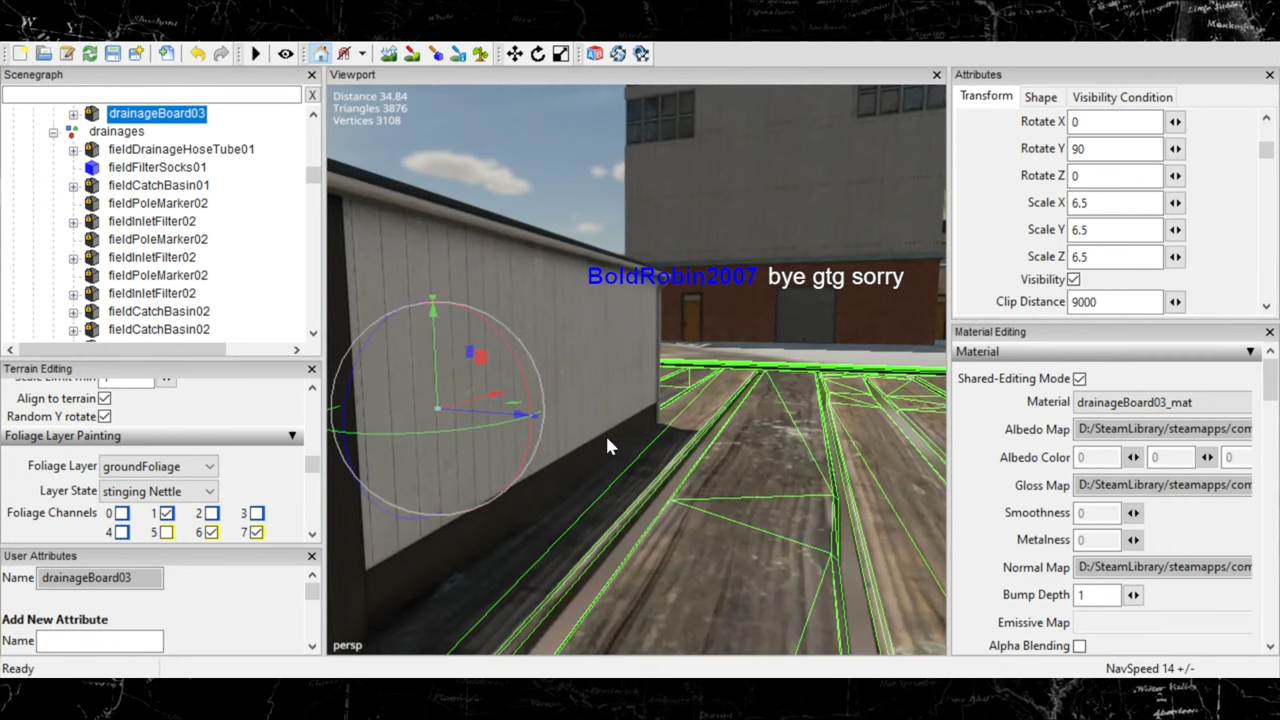 Scenegraph
X
drainageBoard03
drainages
fieldDrainageHoseTube01
fieldFilterSocks01
fieldCatchBasin01
fieldPoleMarker02
fieldInletFilter02
fieldPoleMarker02
fieldInletFilter02
fieldPoleMarker02
fieldInletFilter02
fieldCatchBasin02
fieldCatchBasin02
Terrain Editing
Align to terrain
Random Y rotate
Foliage Layer Painting
Foliage Layer groundFoliage
Layer State stinging Nettle
Foliage Channels 0 1 2 3
4 5 6 7
User Attributes
Name drainageBoard03
Add New Attribute
Name
Ready
Viewport
Distance 34.84
Triangles 3876
Vertices 3108
BoldRobin2007 bye gtg sorry
persp
Attributes
Transform Shape Visibility Condition
Rotate X 0
Rotate Y 90
Rotate Z 0
Scale X 6.5
Scale Y 6.5
Scale Z 6.5
Visibility
Clip Distance 9000
Material Editing
Material
Shared-Editing Mode
Material drainageBoard03_mat
Albedo Map D:/SteamLibrary/steamapps/com
Albedo Color 0 0 0
Gloss Map D:/SteamLibrary/steamapps/com
Smoothness 0
Metalness 0
Normal Map D:/SteamLibrary/steamapps/com
Bump Depth 1
Emissive Map
Alpha Blending
NavSpeed 14 +/-